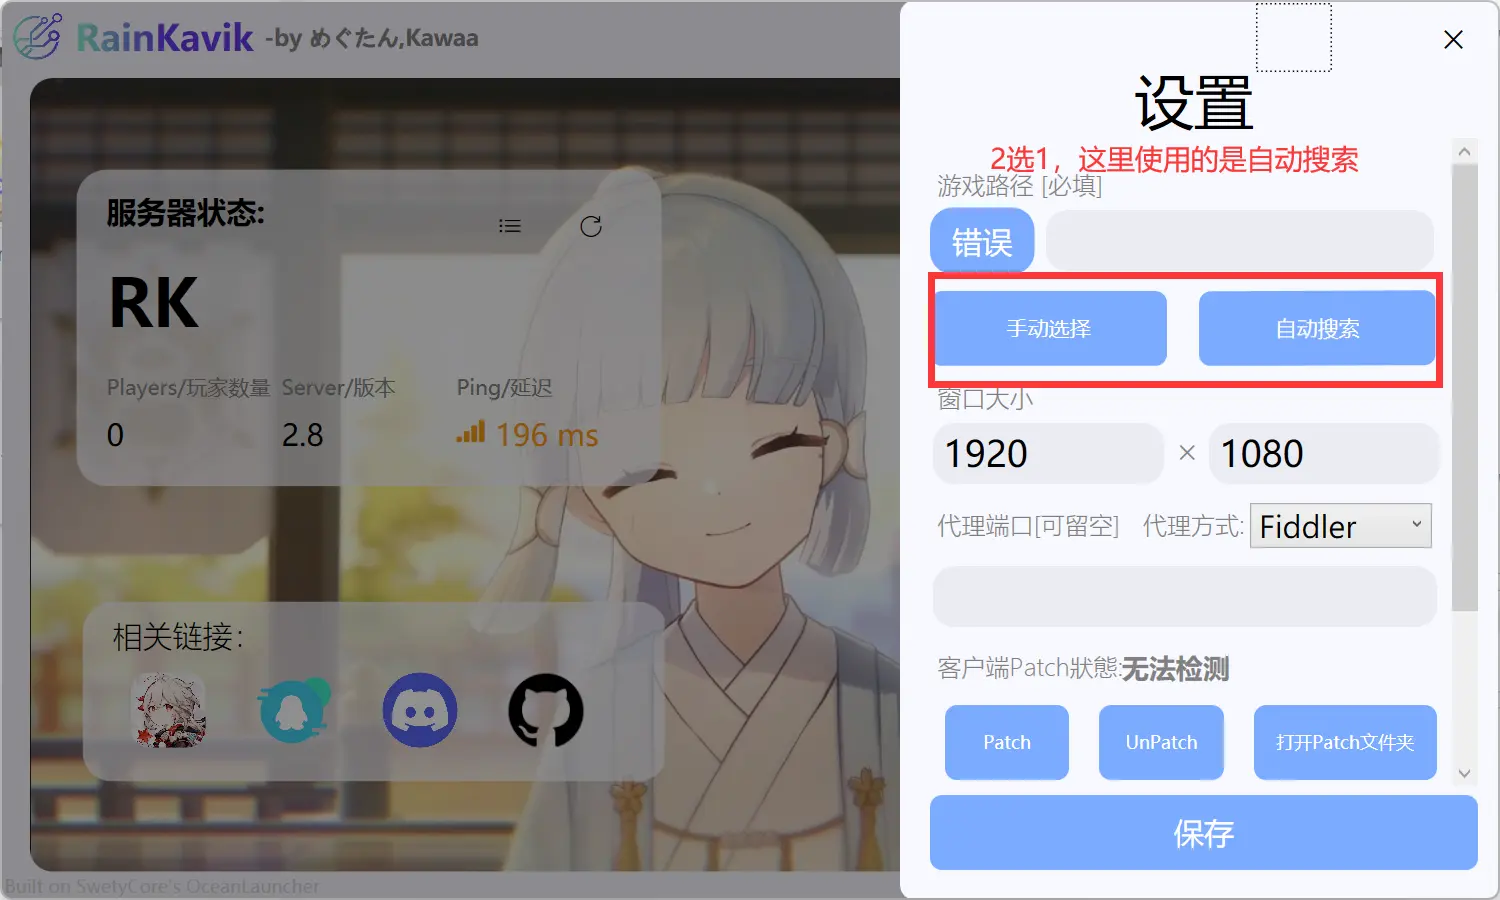 RainKavik -by めぐたん,Kawaa
服务器状态:
RK
Players/玩家数量 Server/版本 Ping/延迟
0 2.8 196 ms
相关链接:
Built on SwetyCore's OceanLauncher
设置
2选1，这里使用的是自动搜索
游戏路径 [必填]
错误
手动选择 自动搜索
窗口大小
1920 × 1080
代理端口[可留空] 代理方式: Fiddler
客户端Patch狀態:无法检测
Patch UnPatch 打开Patch文件夹
保存